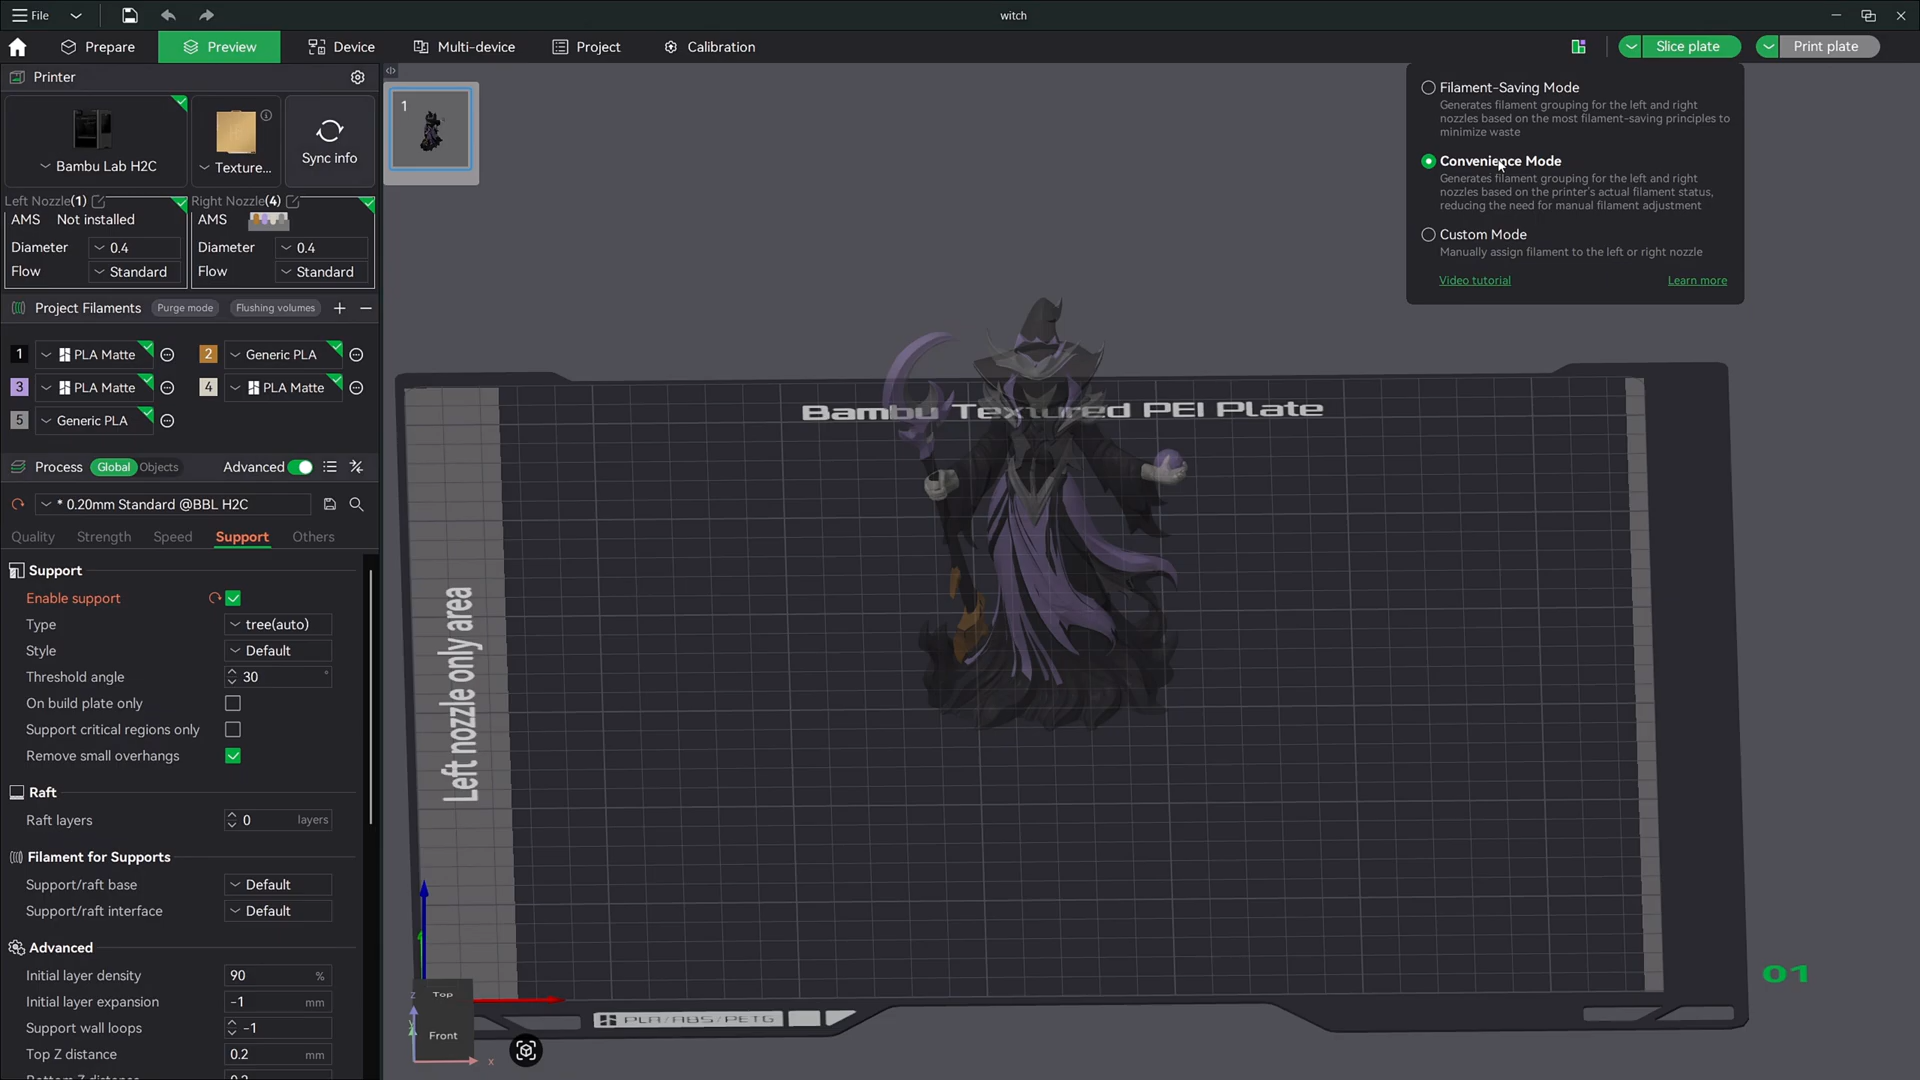 File
witch
Prepare
Preview
Device
Multi-device
Project
Calibration
Slice plate
Print plate
Printer
Bambu Lab H2C
Texture...
Sync info
Left Nozzle(1)
Right Nozzle(4)
AMS Not installed
AMS
Diameter 0.4
Diameter 0.4
Flow Standard
Flow Standard
Project Filaments
Purge mode
Flushing volumes
1 PLA Matte
2 Generic PLA
3 PLA Matte
4 PLA Matte
5 Generic PLA
Process
Global
Objects
Advanced
* 0.20mm Standard @BBL H2C
Quality
Strength
Speed
Support
Others
Support
Enable support
Type tree(auto)
Style Default
Threshold angle 30 °
On build plate only
Support critical regions only
Remove small overhangs
Raft
Raft layers 0 layers
Filament for Supports
Support/raft base Default
Support/raft interface Default
Advanced
Initial layer density 90 %
Initial layer expansion -1 mm
Support wall loops -1
Top Z distance 0.2 mm
1
Filament-Saving Mode
Generates filament grouping for the left and right
nozzles based on the most filament-saving principles to
minimize waste
Convenience Mode
Generates filament grouping for the left and right
nozzles based on the printer's actual filament status,
reducing the need for manual filament adjustment
Custom Mode
Manually assign filament to the left or right nozzle
Video tutorial
Learn more
Bambu Textured PEI Plate
Left nozzle only area
01
PLA/ABS/PETG
Top
Front
z
x